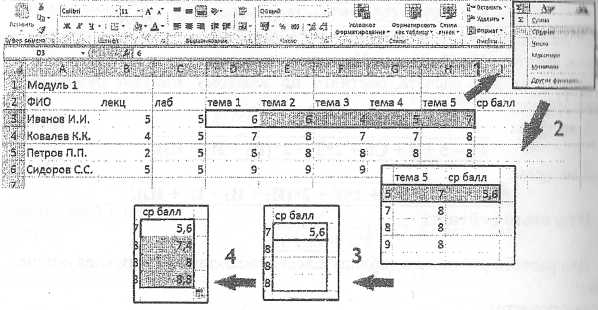 Calibri
11
Общий
Вставить
Условное форматирование
Форматировать как таблицу
Стили ячеек
Вставить
Удалить
Формат
Буфер обмена
Шрифт
Выравнивание
Число
Стили
Ячейки
Σ
Сумма
Среднее
Число
Максимум
Минимум
Другие функции...
D3 6
A B C D E F G H 1
1 Модуль 1
2 ФИО лекц лаб тема 1 тема 2 тема 3 тема 4 тема 5 ср балл
3 Иванов И.И. 5 5 6 6 4 5 7
4 Ковалев К.К. 4 5 7 8 7 7 8
5 Петров П.П. 2 5 8 8 8 8 8
6 Сидоров С.С. 5 5 9 9 9
7
2
тема 5 ср балл
5 7 5,6
7 8
8 8
9 8
3
ср балл
7 5,6
8
8
8
4
ср балл
7 5,6
8 7,4
8 8
8 8,8